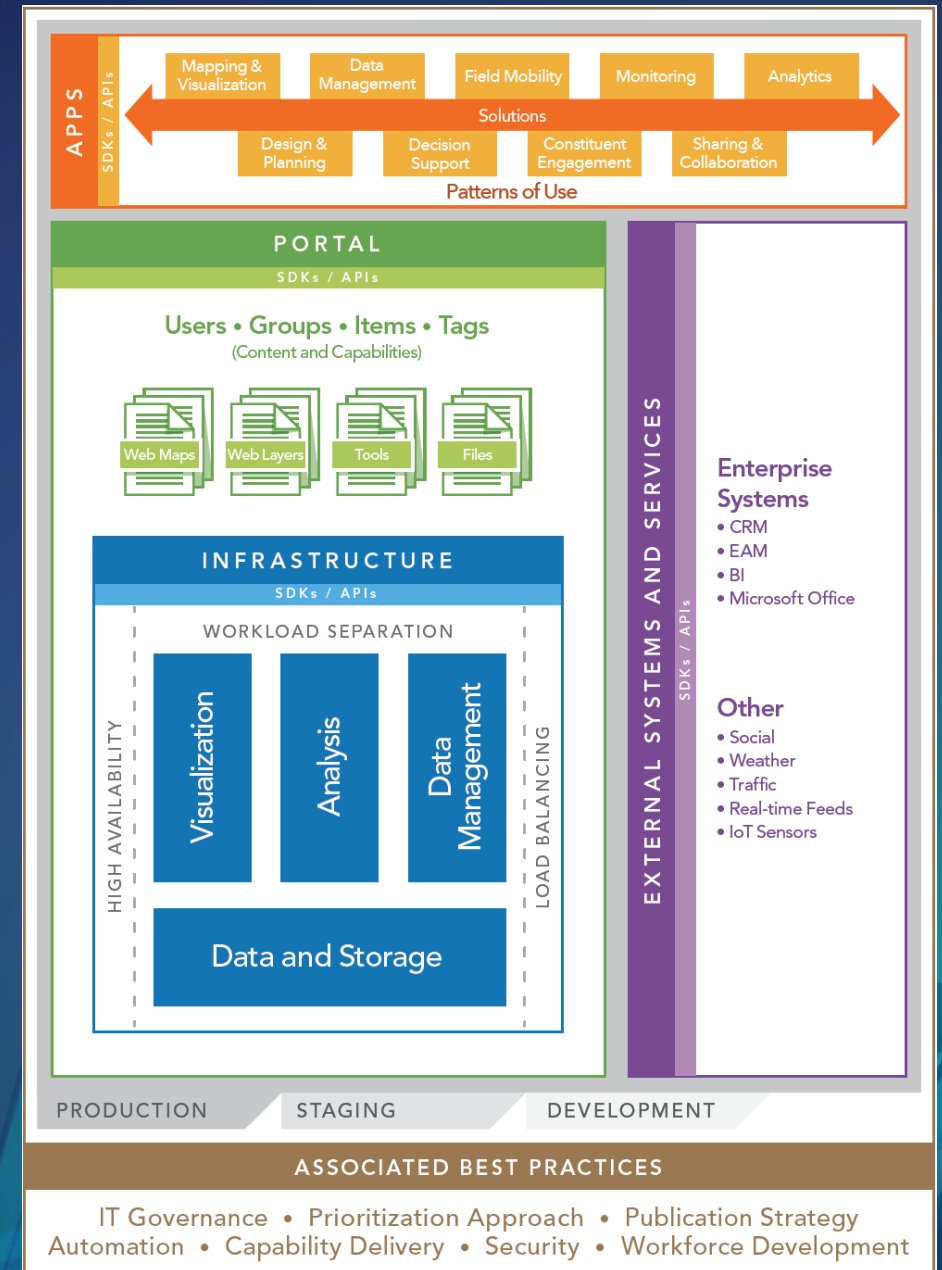 APPS
SDKs / APIs
Mapping &
Visualization
Data
Management
Field Mobility
Monitoring
Analytics
Solutions
Design &
Planning
Decision
Support
Constituent
Engagement
Sharing &
Collaboration
Patterns of Use
PORTAL
SDKs / APIs
Users • Groups • Items • Tags
(Content and Capabilities)
Web Maps
Web Layers
Tools
Files
INFRASTRUCTURE
SDKs / APIs
WORKLOAD SEPARATION
HIGH AVAILABILITY
Visualization
Analysis
Data
Management
LOAD BALANCING
Data and Storage
EXTERNAL SYSTEMS AND SERVICES
SDKs / APIs
Enterprise
Systems
• CRM
• EAM
• BI
• Microsoft Office
Other
• Social
• Weather
• Traffic
• Real-time Feeds
• IoT Sensors
PRODUCTION
STAGING
DEVELOPMENT
ASSOCIATED BEST PRACTICES
IT Governance • Prioritization Approach • Publication Strategy
Automation • Capability Delivery • Security • Workforce Development